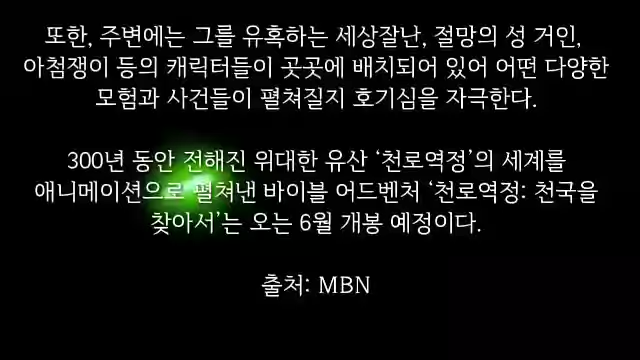 또한, 주변에는 그를 유혹하는 세상잘난, 절망의 성 거인,
아첨쟁이 등의 캐릭터들이 곳곳에 배치되어 있어 어떤 다양한
모험과 사건들이 펼쳐질지 호기심을 자극한다.
300년 동안 전해진 위대한 유산 ‘천로역정’의 세계를
애니메이션으로 펼쳐낸 바이블 어드벤처 ‘천로역정: 천국을
찾아서’는 오는 6월 개봉 예정이다.
출처: MBN